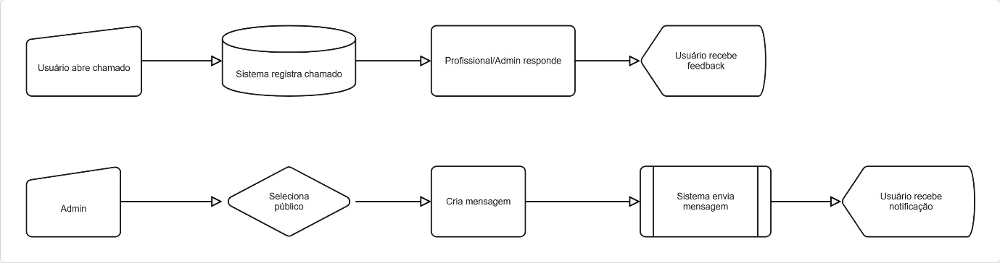 Usuário abre chamado
Sistema registra chamado
Profissional/Admin responde
Usuário recebe
feedback
Admin
Seleciona
público
Cria mensagem
Sistema envia
mensagem
Usuário recebe
notificação